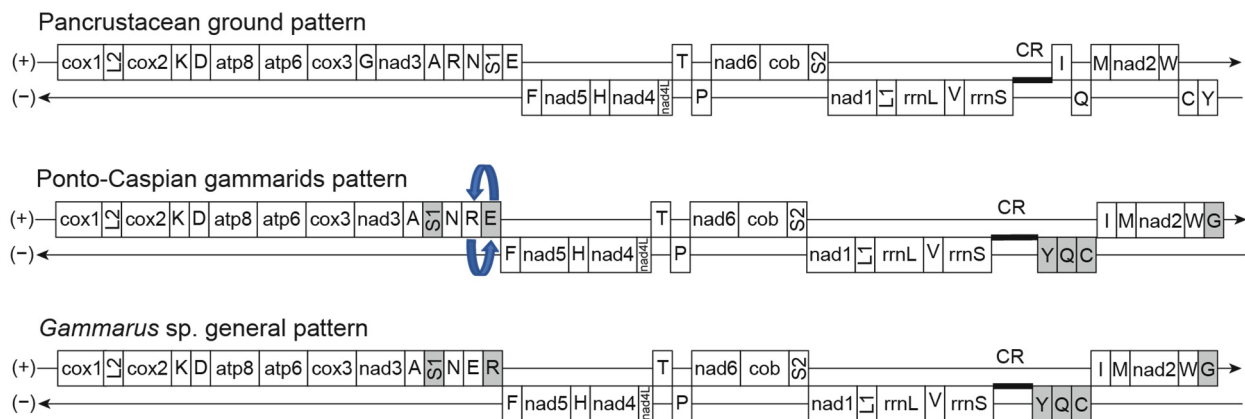 Pancrustacean ground pattern
(+) cox1 L2 cox2 K D atp8 atp6 cox3 G nad3 A R N S1 E T nad6 cob S2 CR I M nad2 W
(−) F nad5 H nad4 nad4L P nad1 L1 rrnL V rrnS Q C Y
Ponto-Caspian gammarids pattern
(+) cox1 L2 cox2 K D atp8 atp6 cox3 nad3 A S1 N R E T nad6 cob S2 CR I M nad2 W G
(−) F nad5 H nad4 nad4L P nad1 L1 rrnL V rrnS Y Q C
Gammarus sp. general pattern
(+) cox1 L2 cox2 K D atp8 atp6 cox3 nad3 A S1 N E R T nad6 cob S2 CR I M nad2 W G
(−) F nad5 H nad4 nad4L P nad1 L1 rrnL V rrnS Y Q C